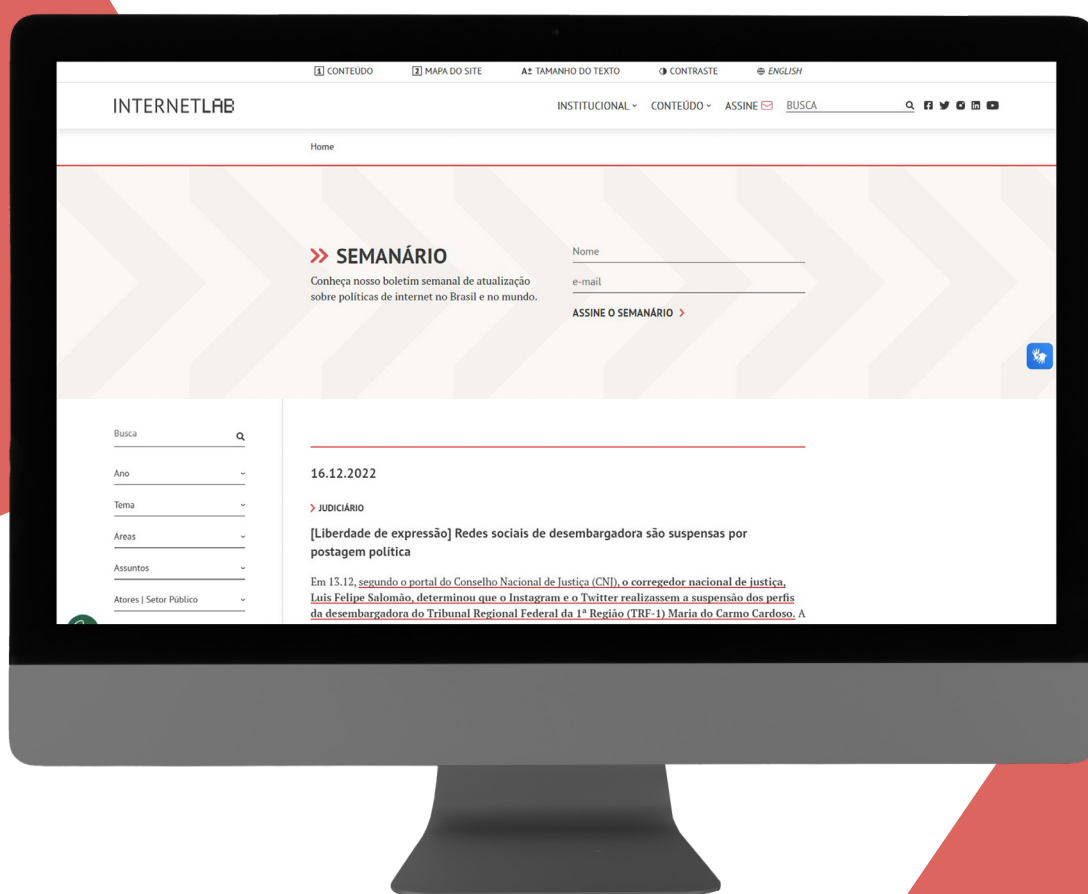 1 CONTEÚDO 2 MAPA DO SITE A± TAMANHO DO TEXTO CONTRASTE ENGLISH
INTERNETLAB INSTITUCIONAL CONTEÚDO ASSINE BUSCA
Home
SEMANÁRIO
Conheça nosso boletim semanal de atualização
sobre políticas de internet no Brasil e no mundo.
Nome
e-mail
ASSINE O SEMANÁRIO
Busca
Ano
Tema
Áreas
Assuntos
Atores | Setor Público
16.12.2022
JUDICIÁRIO
[Liberdade de expressão] Redes sociais de desembargadora são suspensas por
postagem política
Em 13.12, segundo o portal do Conselho Nacional de Justiça (CNJ), o corregedor nacional de justiça,
Luis Felipe Salomão, determinou que o Instagram e o Twitter realizassem a suspensão dos perfis
da desembargadora do Tribunal Regional Federal da 1ª Região (TRF-1) Maria do Carmo Cardoso. A